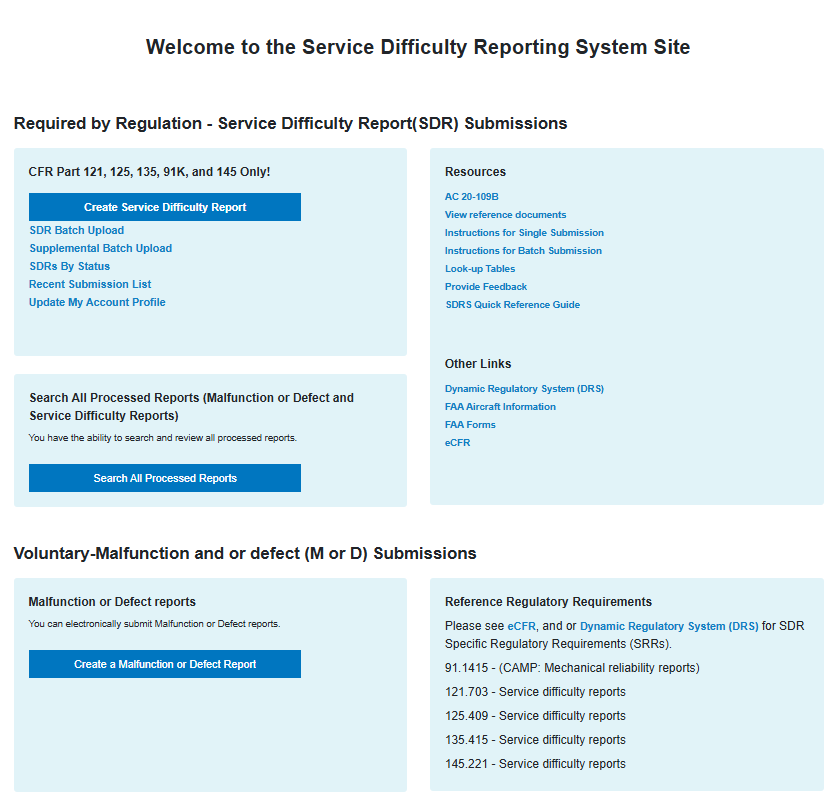 Welcome to the Service Difficulty Reporting System Site
Required by Regulation - Service Difficulty Report(SDR) Submissions
CFR Part 121, 125, 135, 91K, and 145 Only!
Create Service Difficulty Report
SDR Batch Upload
Supplemental Batch Upload
SDRs By Status
Recent Submission List
Update My Account Profile
Search All Processed Reports (Malfunction or Defect and
Service Difficulty Reports)
You have the ability to search and review all processed reports.
Search All Processed Reports
Resources
AC 20-109B
View reference documents
Instructions for Single Submission
Instructions for Batch Submission
Look-up Tables
Provide Feedback
SDRS Quick Reference Guide
Other Links
Dynamic Regulatory System (DRS)
FAA Aircraft Information
FAA Forms
eCFR
Voluntary-Malfunction and or defect (M or D) Submissions
Malfunction or Defect reports
You can electronically submit Malfunction or Defect reports.
Create a Malfunction or Defect Report
Reference Regulatory Requirements
Please see eCFR, and or Dynamic Regulatory System (DRS) for SDR
Specific Regulatory Requirements (SRRs).
91.1415 - (CAMP: Mechanical reliability reports)
121.703 - Service difficulty reports
125.409 - Service difficulty reports
135.415 - Service difficulty reports
145.221 - Service difficulty reports